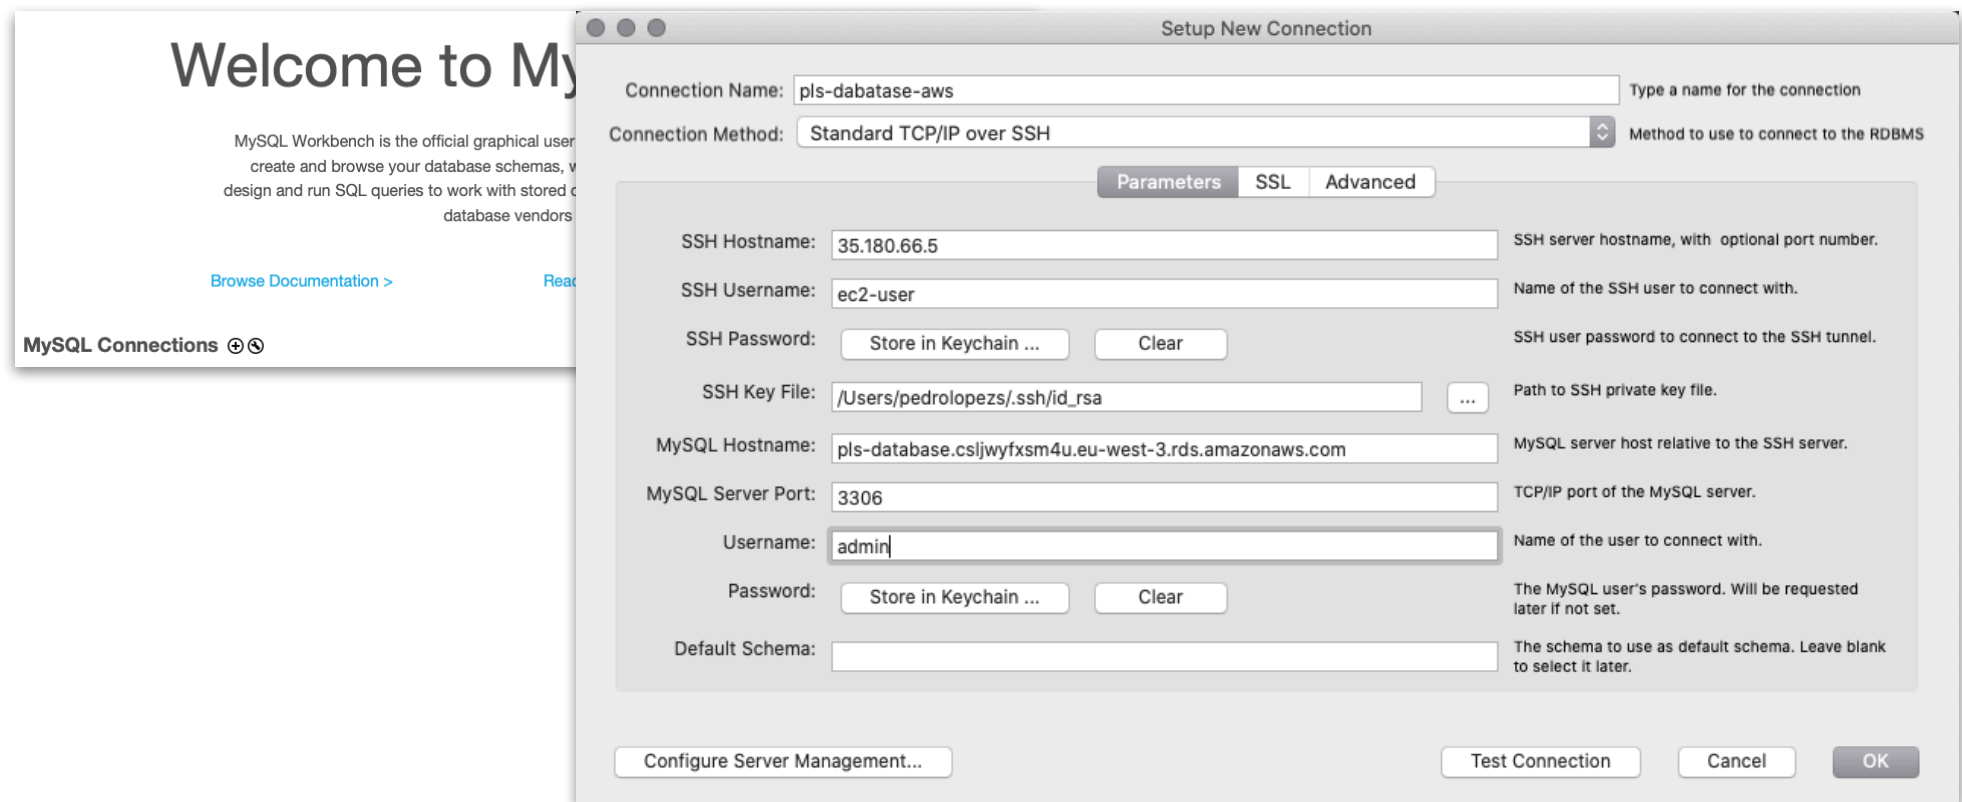 Welcome to My
MySQL Workbench is the official graphical user
create and browse your database schemas, w
design and run SQL queries to work with stored
database vendors
Browse Documentation >
Read
MySQL Connections
Setup New Connection
Connection Name: pls-dabatase-aws Type a name for the connection
Connection Method: Standard TCP/IP over SSH Method to use to connect to the RDBMS
Parameters SSL Advanced
SSH Hostname: 35.180.66.5 SSH server hostname, with optional port number.
SSH Username: ec2-user Name of the SSH user to connect with.
SSH Password: Store in Keychain ... Clear SSH user password to connect to the SSH tunnel.
SSH Key File: /Users/pedrolopezs/.ssh/id_rsa ... Path to SSH private key file.
MySQL Hostname: pls-database.csljwyfxsm4u.eu-west-3.rds.amazonaws.com MySQL server host relative to the SSH server.
MySQL Server Port: 3306 TCP/IP port of the MySQL server.
Username: admin Name of the user to connect with.
Password: Store in Keychain ... Clear The MySQL user's password. Will be requested
later if not set.
Default Schema: The schema to use as default schema. Leave blank
to select it later.
Configure Server Management... Test Connection Cancel OK